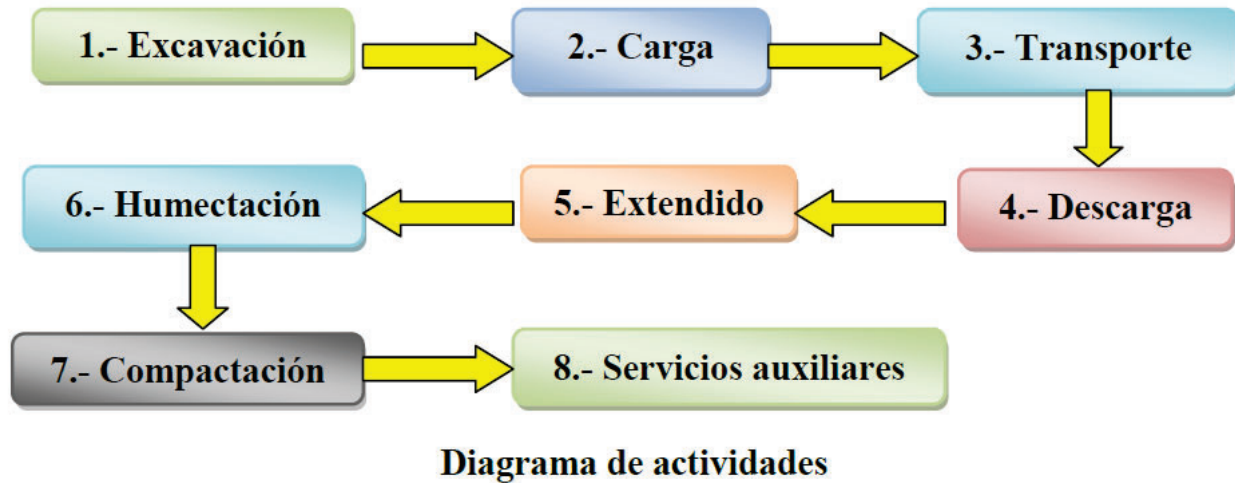 1.- Excavación
2.- Carga
3.- Transporte
4.- Descarga
5.- Extendido
6.- Humectación
7.- Compactación
8.- Servicios auxiliares
Diagrama de actividades